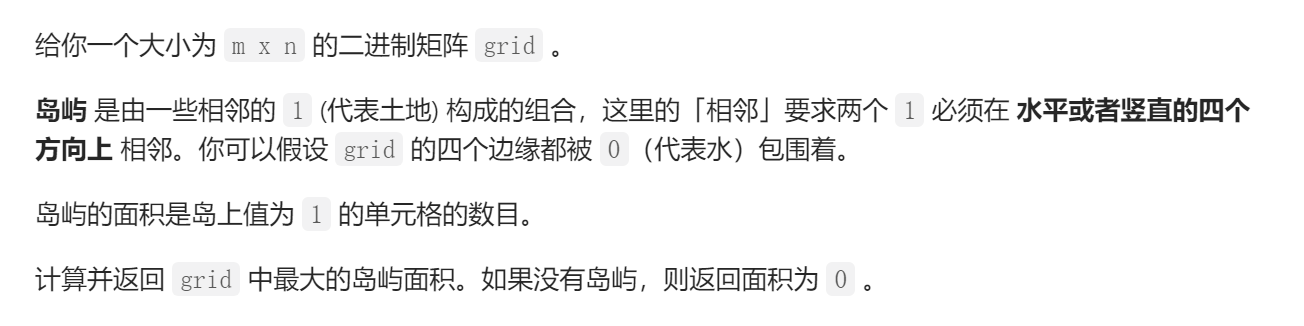 给你一个大小为 m x n 的二进制矩阵 grid 。
岛屿 是由一些相邻的 1 (代表土地) 构成的组合，这里的「相邻」要求两个 1 必须在 水平或者竖直的四个
方向上 相邻。你可以假设 grid 的四个边缘都被 0（代表水）包围着。
岛屿的面积是岛上值为 1 的单元格的数目。
计算并返回 grid 中最大的岛屿面积。如果没有岛屿，则返回面积为 0 。